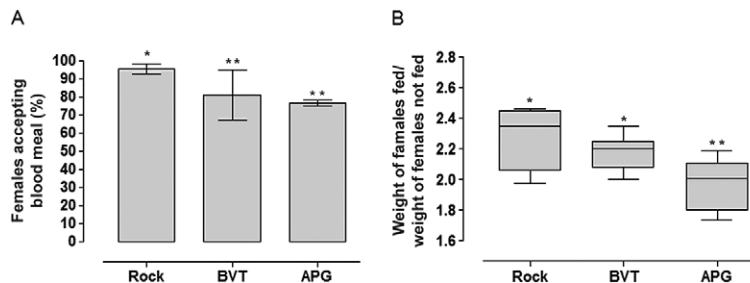 A
Females accepting
blood meal (%)
100
90
80
70
60
50
40
30
20
10
0
*
**
**
Rock
BVT
APG
B
Weight of famales fed/
weight of females not fed
2.8
2.6
2.4
2.2
2.0
1.8
1.6
*
*
**
Rock
BVT
APG